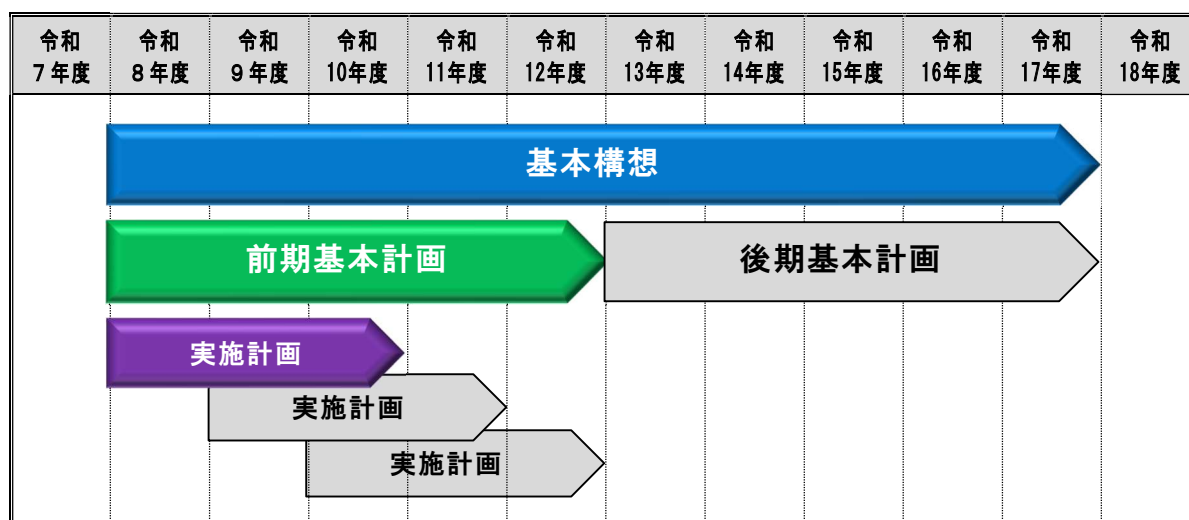 令和 令和 令和 令和 令和 令和 令和 令和 令和 令和 令和 令和
7年度 8年度 9年度 10年度 11年度 12年度 13年度 14年度 15年度 16年度 17年度 18年度
基本構想
前期基本計画 後期基本計画
実施計画
実施計画
実施計画